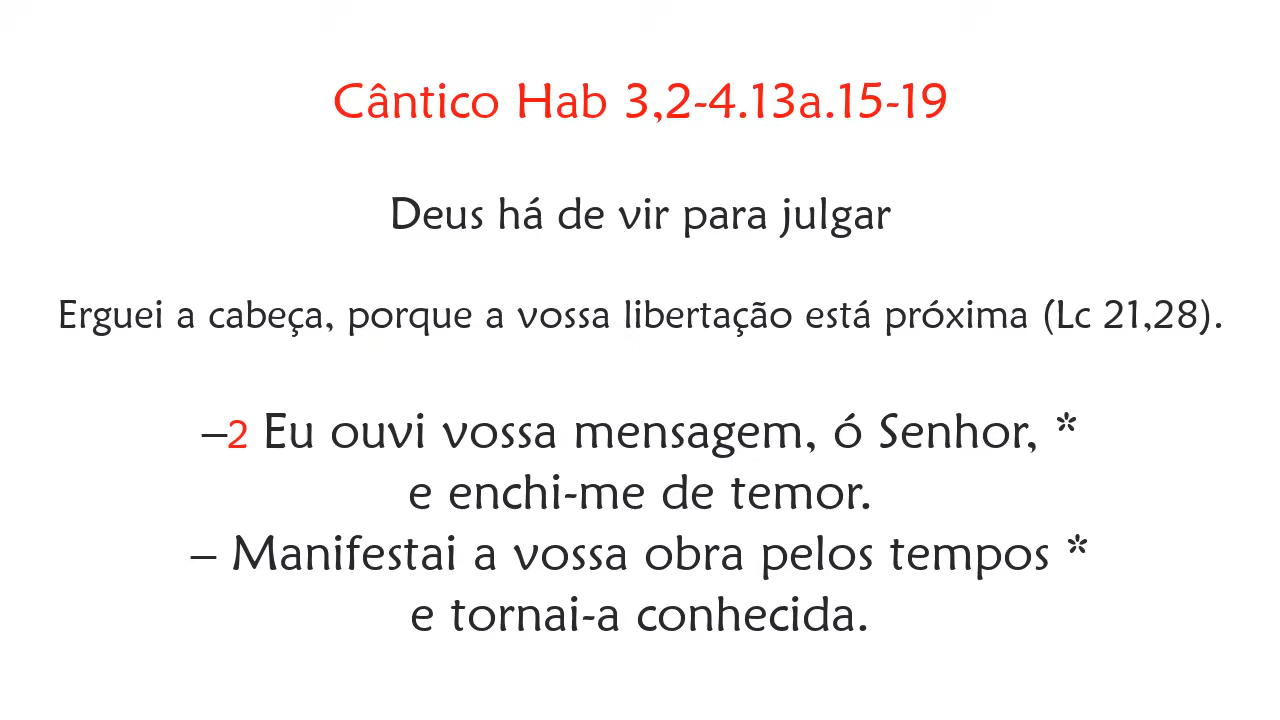 Cântico Hab 3,2-4.13a.15-19
Deus há de vir para julgar
Erguei a cabeça, porque a vossa libertação está próxima (Lc 21,28).
–2 Eu ouvi vossa mensagem, ó Senhor, *
e enchi-me de temor.
– Manifestai a vossa obra pelos tempos *
e tornai-a conhecida.